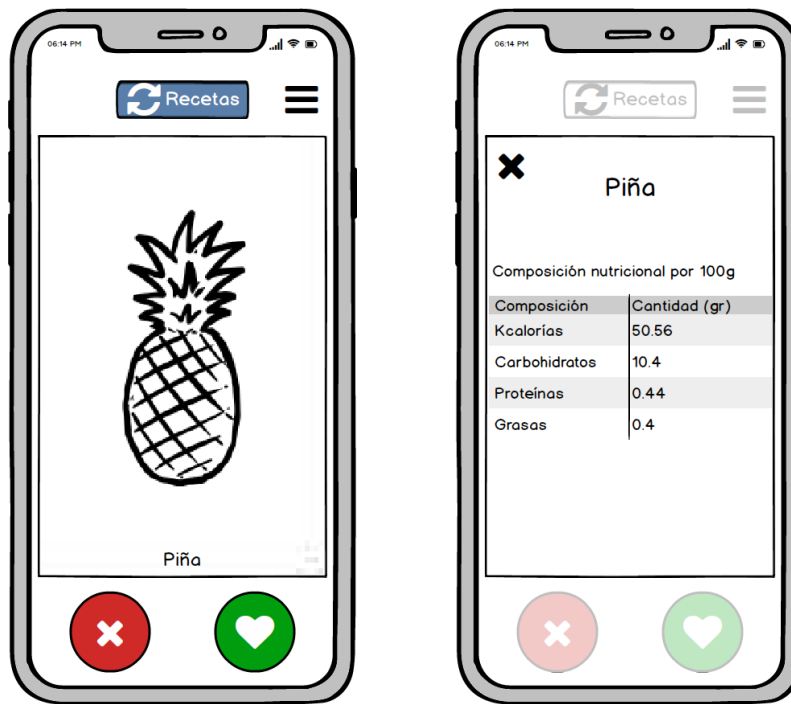 06:14 PM
Recetas
Piña
06:14 PM
Recetas
Piña
Composición nutricional por 100g
Composición Cantidad (gr)
Kcalorías 50.56
Carbohidratos 10.4
Proteínas 0.44
Grasas 0.4